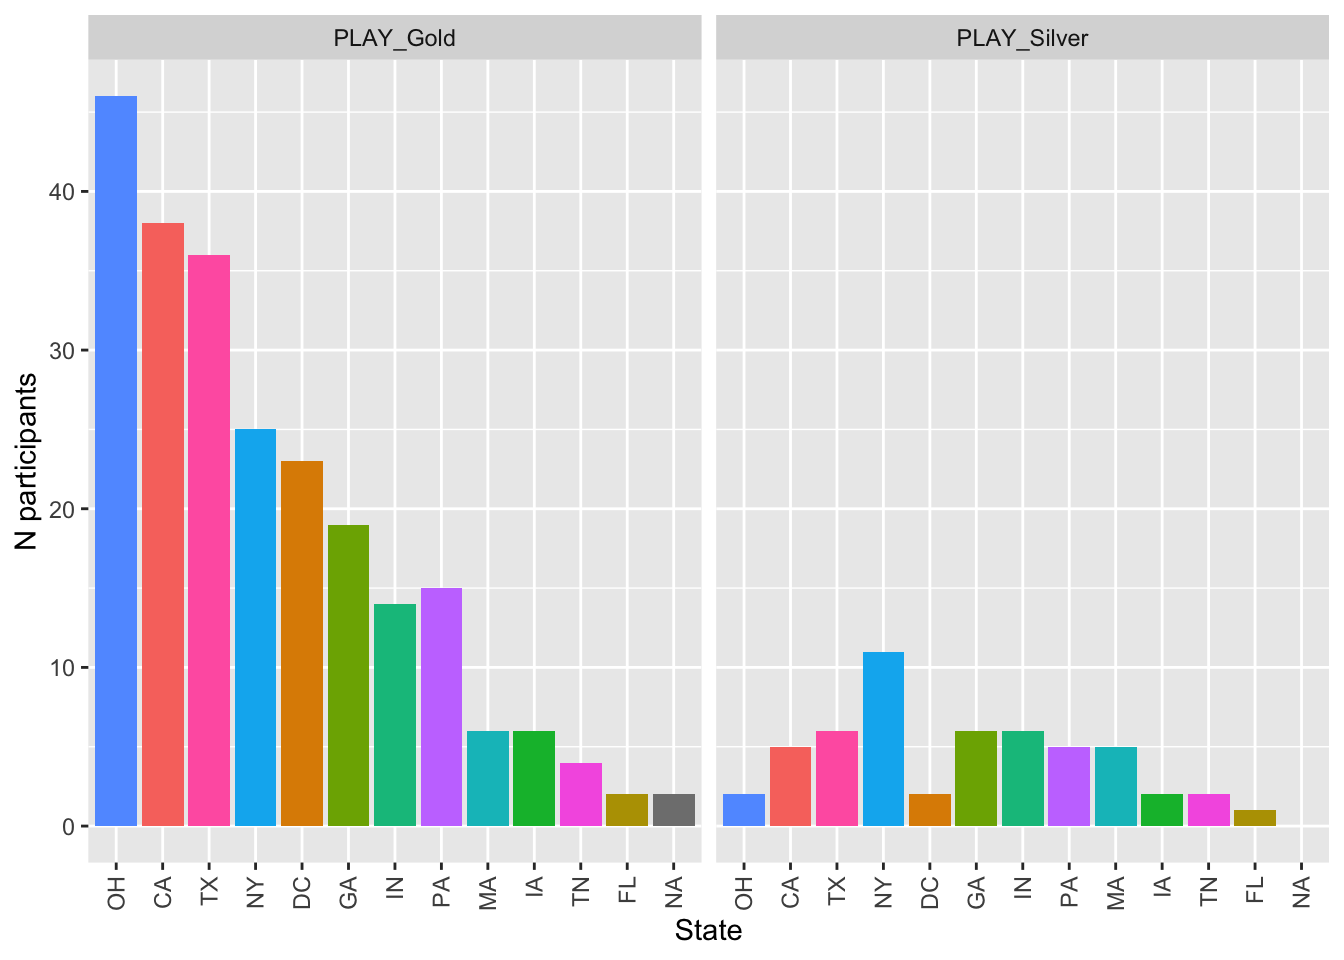 PLAY_Gold
PLAY_Silver
N participants
40
30
20
10
0
OH CA TX NY DC GA IN PA MA IA TN FL NA
OH CA TX NY DC GA IN PA MA IA TN FL NA
State